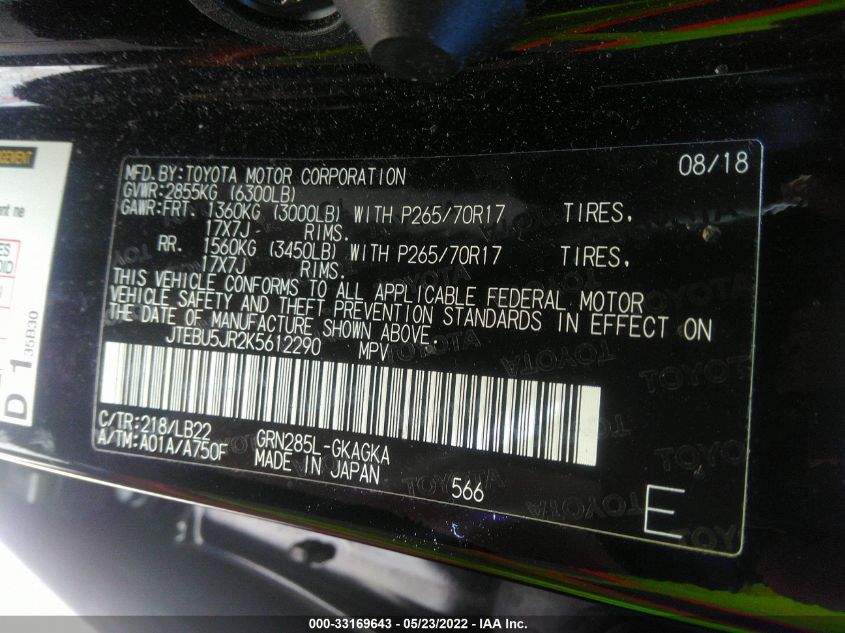 MFD. BY: TOYOTA MOTOR CORPORATION 08/18
GVWR: 2855KG (6300LB)
GAWR: FRT. 1360KG (3000LB) WITH P265/70R17 TIRES,
17X7J RIMS.
RR. 1560KG (3450LB) WITH P265/70R17 TIRES,
17X7J RIMS.
THIS VEHICLE CONFORMS TO ALL APPLICABLE FEDERAL MOTOR
VEHICLE SAFETY AND THEFT PREVENTION STANDARDS IN EFFECT ON
THE DATE OF MANUFACTURE SHOWN ABOVE.
JTEBU5JR2K5612290 MPV
C/TR: 218/LB22 GRN285L-GKAGKA
A/TM: A01A/A750F MADE IN JAPAN
566
E
D 1 35B30
000-33169643 - 05/23/2022 - IAA Inc.